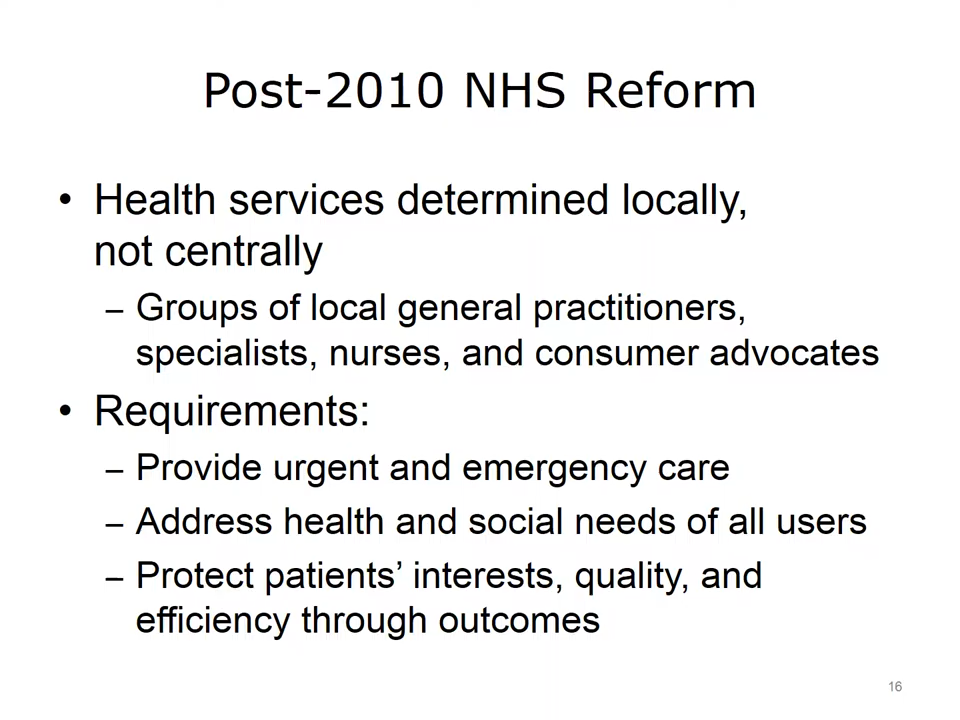 Post-2010 NHS Reform
• Health services determined locally,
not centrally
– Groups of local general practitioners,
specialists, nurses, and consumer advocates
• Requirements:
– Provide urgent and emergency care
– Address health and social needs of all users
– Protect patients’ interests, quality, and
efficiency through outcomes
16